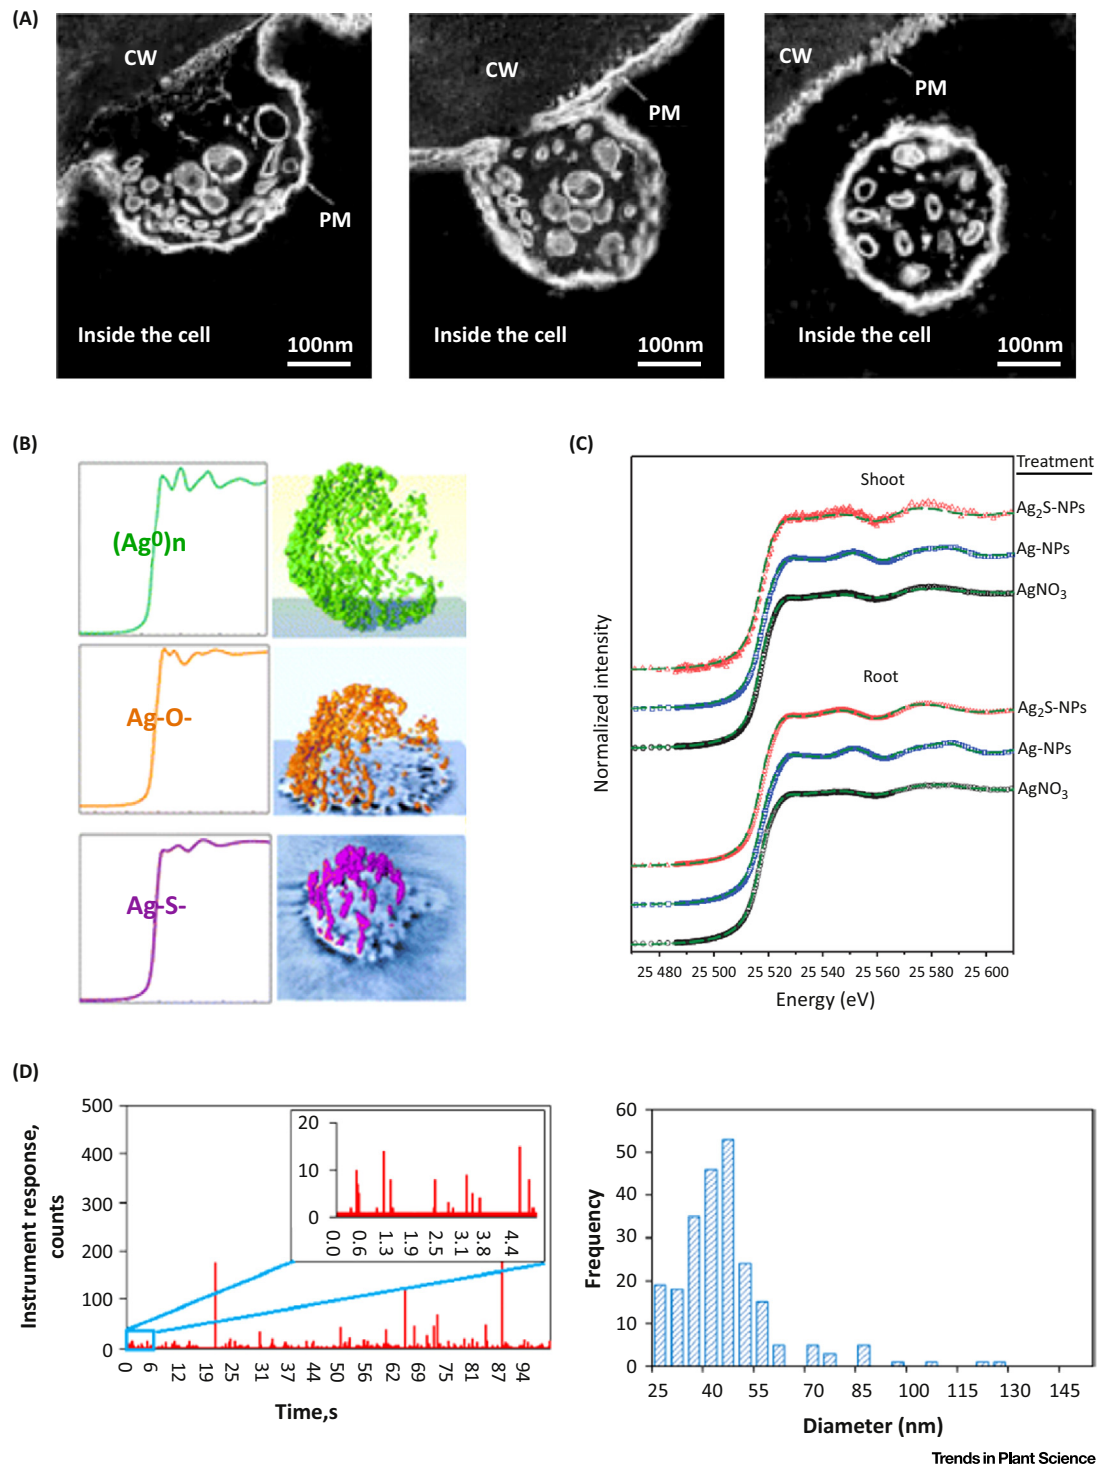 (A)
CW
PM
Inside the cell
100nm
CW
PM
Inside the cell
100nm
CW
PM
Inside the cell
100nm
(B)
(Ag⁰)n
Ag-O-
Ag-S-
(C)
Treatment
Shoot
Ag₂S-NPs
Ag-NPs
AgNO₃
Root
Ag₂S-NPs
Ag-NPs
AgNO₃
Normalized intensity
25 480 25 500 25 520 25 540 25 560 25 580 25 600
Energy (eV)
(D)
Instrument response,
counts
500
400
300
200
100
0
20
10
0
0.0 0.6 1.3 1.9 2.5 3.1 3.8 4.4
0 6 12 19 25 31 37 44 50 56 62 69 75 81 87 94
Time,s
Frequency
60
50
40
30
20
10
0
25 40 55 70 85 100 115 130 145
Diameter (nm)
Trends in Plant Science